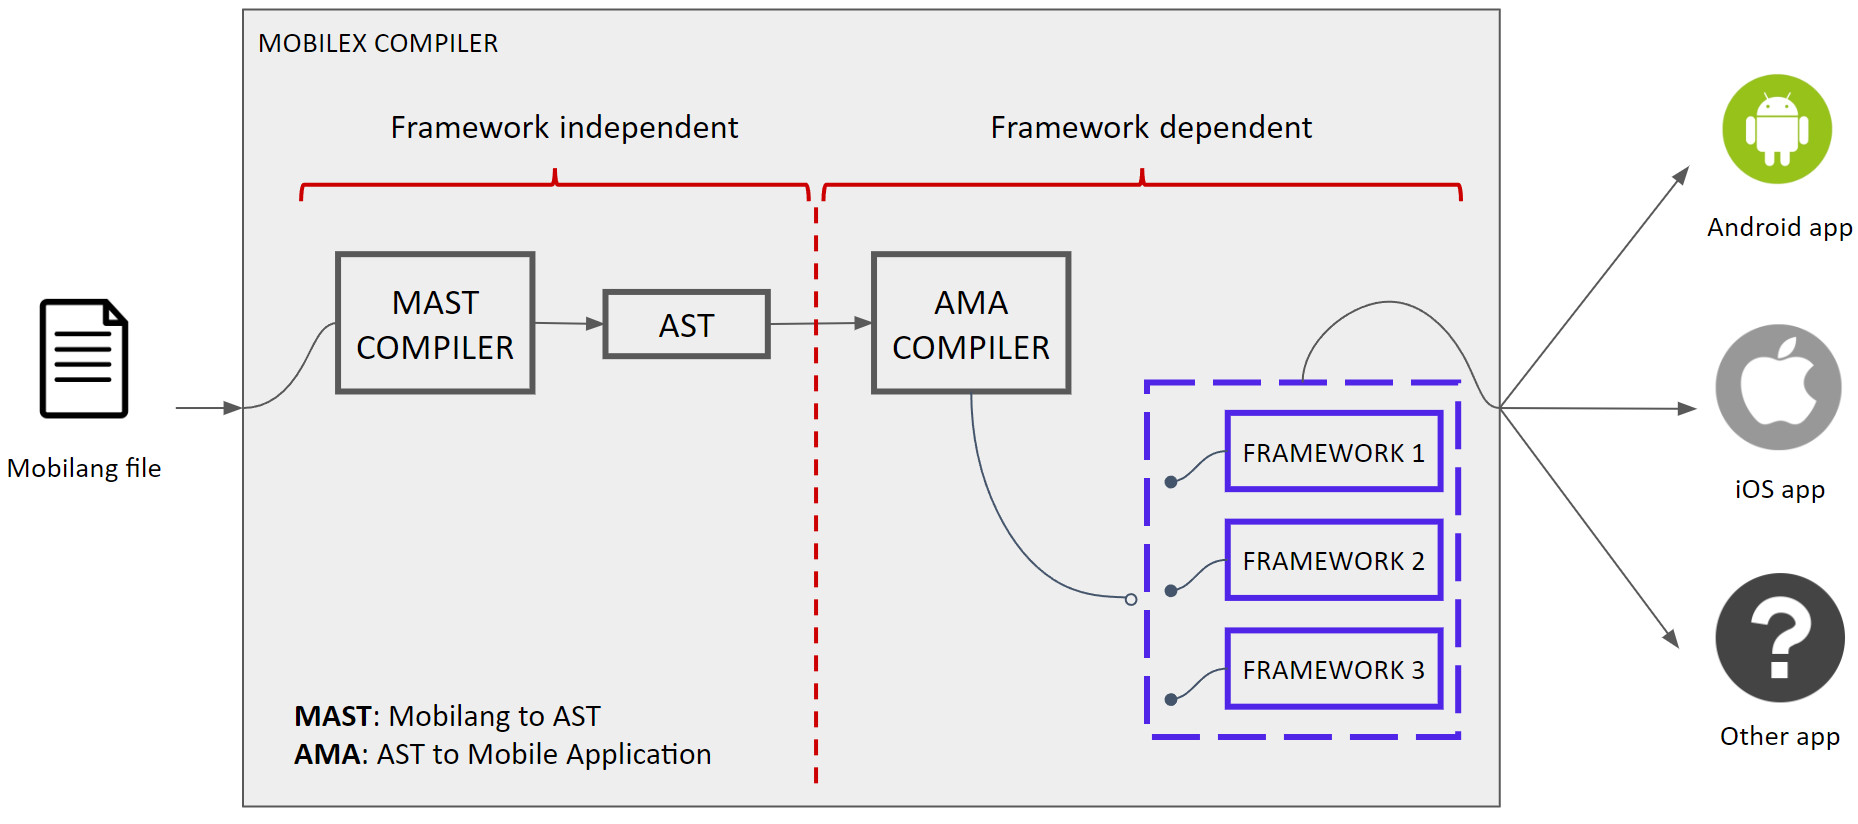 MOBILEX COMPILER
Framework independent
Framework dependent
MAST
COMPILER
AST
AMA
COMPILER
FRAMEWORK 1
FRAMEWORK 2
FRAMEWORK 3
Mobilang file
MAST: Mobilang to AST
AMA: AST to Mobile Application
Android app
iOS app
Other app